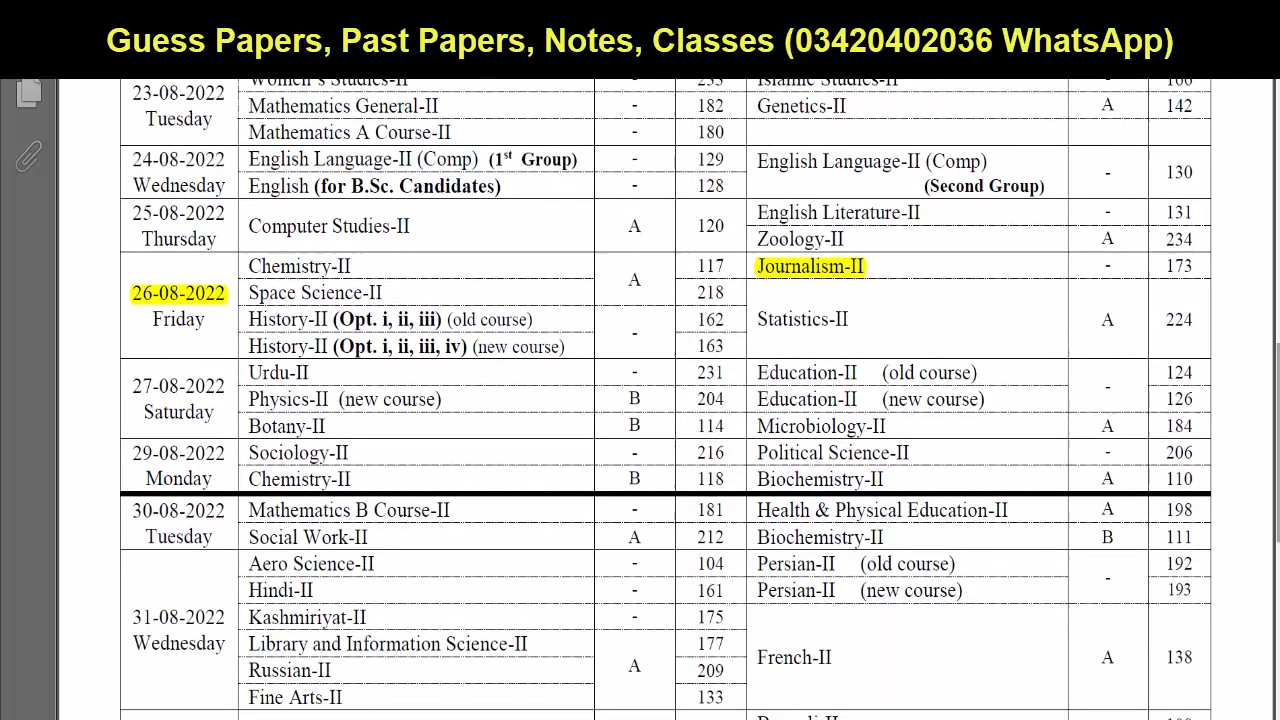 Guess Papers, Past Papers, Notes, Classes (03420402036 WhatsApp)
Women's Studies-II - 233 Islamic Studies-II - 166
23-08-2022 Tuesday
Mathematics General-II - 182 Genetics-II A 142
Mathematics A Course-II - 180
24-08-2022 Wednesday
English Language-II (Comp) (1st Group) - 129
English (for B.Sc. Candidates) - 128
English Language-II (Comp) (Second Group) - 130
25-08-2022 Thursday
Computer Studies-II A 120
English Literature-II - 131
Zoology-II A 234
26-08-2022 Friday
Chemistry-II A 117 Journalism-II - 173
Space Science-II 218
History-II (Opt. i, ii, iii) (old course) - 162
History-II (Opt. i, ii, iii, iv) (new course) 163
Statistics-II A 224
27-08-2022 Saturday
Urdu-II - 231 Education-II (old course) - 124
Physics-II (new course) B 204 Education-II (new course) 126
Botany-II B 114 Microbiology-II A 184
29-08-2022 Monday
Sociology-II - 216 Political Science-II - 206
Chemistry-II B 118 Biochemistry-II A 110
30-08-2022 Tuesday
Mathematics B Course-II - 181 Health & Physical Education-II A 198
Social Work-II A 212 Biochemistry-II B 111
31-08-2022 Wednesday
Aero Science-II - 104 Persian-II (old course) - 192
Hindi-II - 161 Persian-II (new course) 193
Kashmiriyat-II - 175
Library and Information Science-II A 177
Russian-II 209
Fine Arts-II 133
French-II A 138